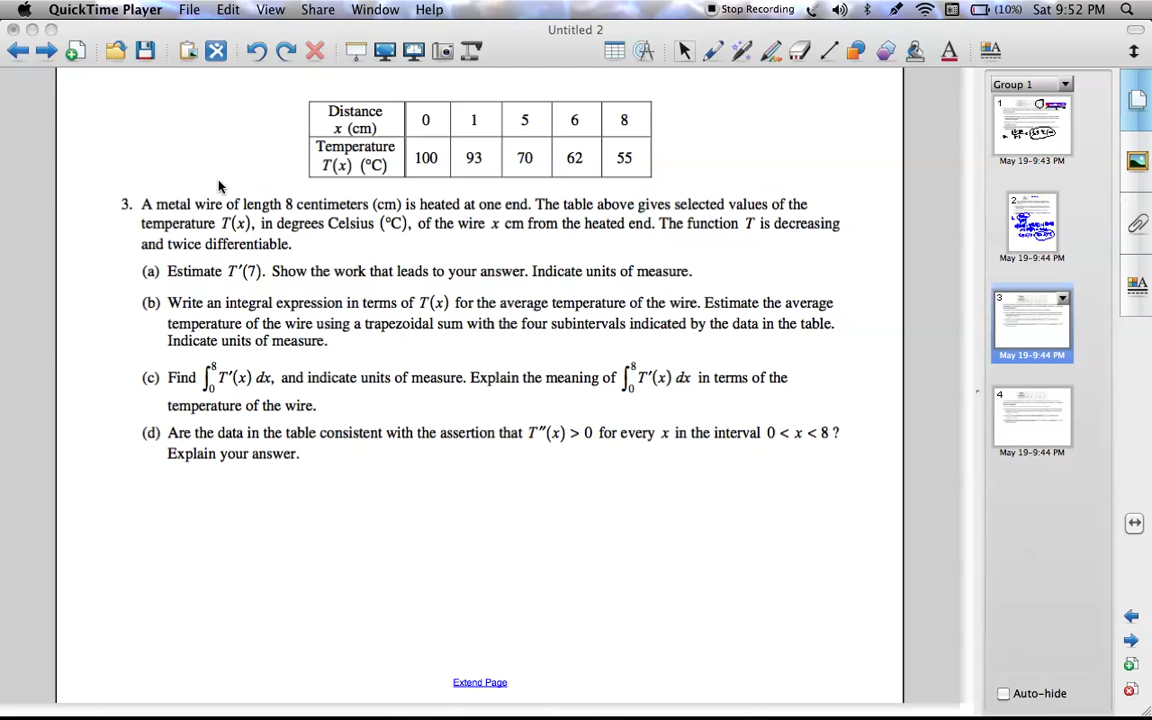 QuickTime Player File Edit View Share Window Help Stop Recording (10%) Sat 9:52 PM
Untitled 2
Group 1
Distance x (cm) 0 1 5 6 8
Temperature T(x) (°C) 100 93 70 62 55
3. A metal wire of length 8 centimeters (cm) is heated at one end. The table above gives selected values of the
temperature T(x), in degrees Celsius (°C), of the wire x cm from the heated end. The function T is decreasing
and twice differentiable.
(a) Estimate T′(7). Show the work that leads to your answer. Indicate units of measure.
(b) Write an integral expression in terms of T(x) for the average temperature of the wire. Estimate the average
temperature of the wire using a trapezoidal sum with the four subintervals indicated by the data in the table.
Indicate units of measure.
(c) Find ∫₀⁸ T′(x) dx, and indicate units of measure. Explain the meaning of ∫₀⁸ T′(x) dx in terms of the
temperature of the wire.
(d) Are the data in the table consistent with the assertion that T″(x) > 0 for every x in the interval 0 < x < 8 ?
Explain your answer.
Extend Page
1
May 19-9:43 PM
2
May 19-9:44 PM
3
May 19-9:44 PM
4
May 19-9:44 PM
Auto-hide